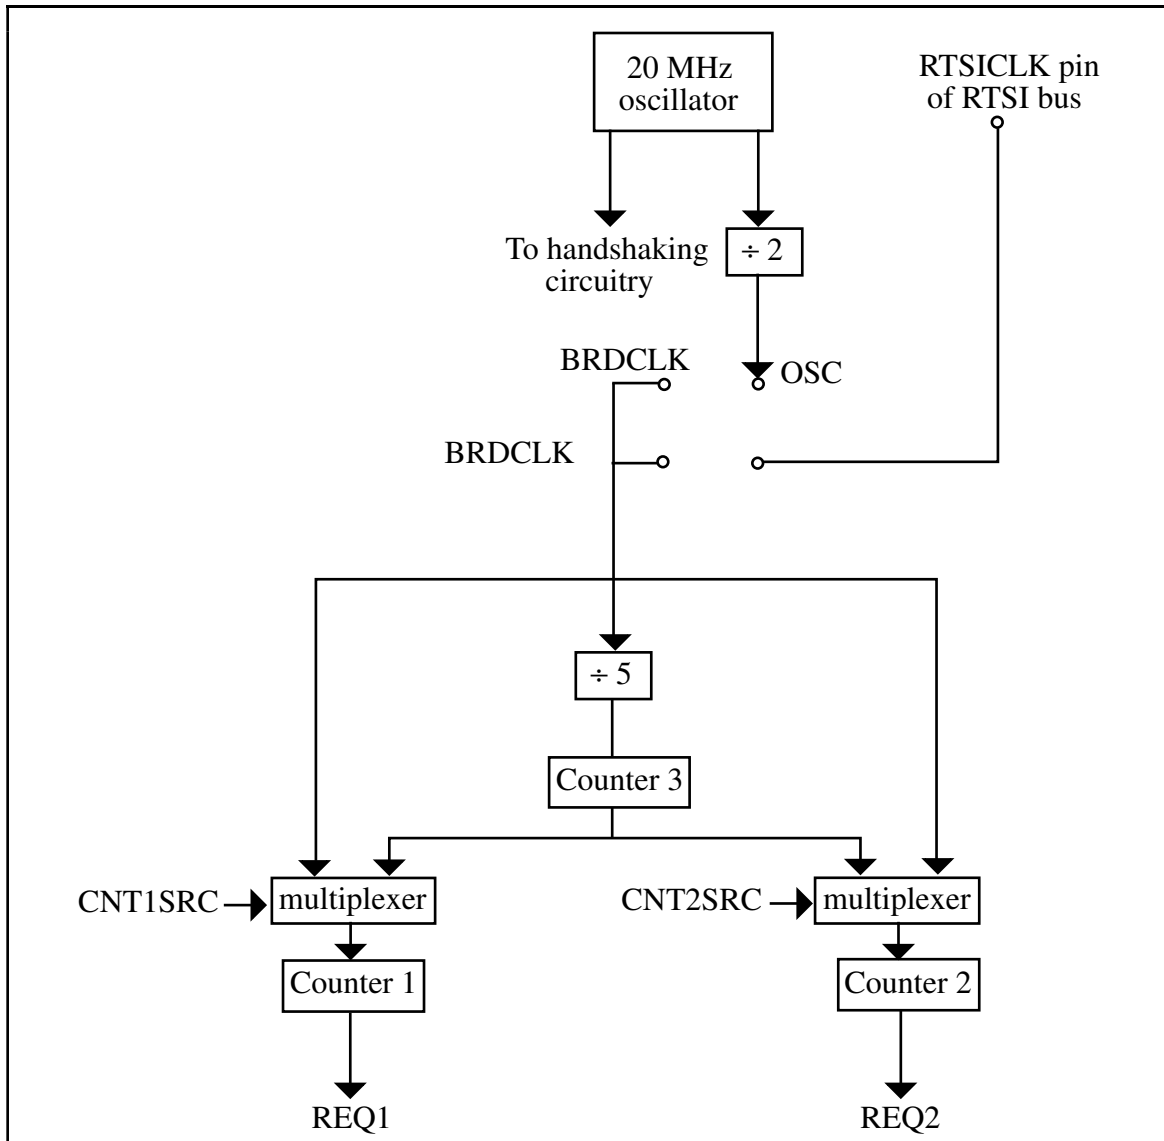 20 MHz
oscillator
RTSICLK pin
of RTSI bus
To handshaking
circuitry
÷ 2
BRDCLK
OSC
BRDCLK
÷ 5
Counter 3
CNT1SRC
multiplexer
CNT2SRC
multiplexer
Counter 1
Counter 2
REQ1
REQ2